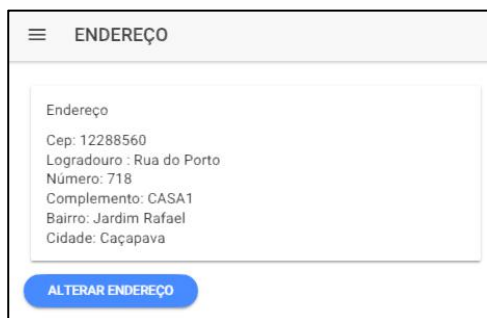 ENDEREÇO
Endereço
Cep: 12288560
Logradouro : Rua do Porto
Número: 718
Complemento: CASA1
Bairro: Jardim Rafael
Cidade: Caçapava
ALTERAR ENDEREÇO